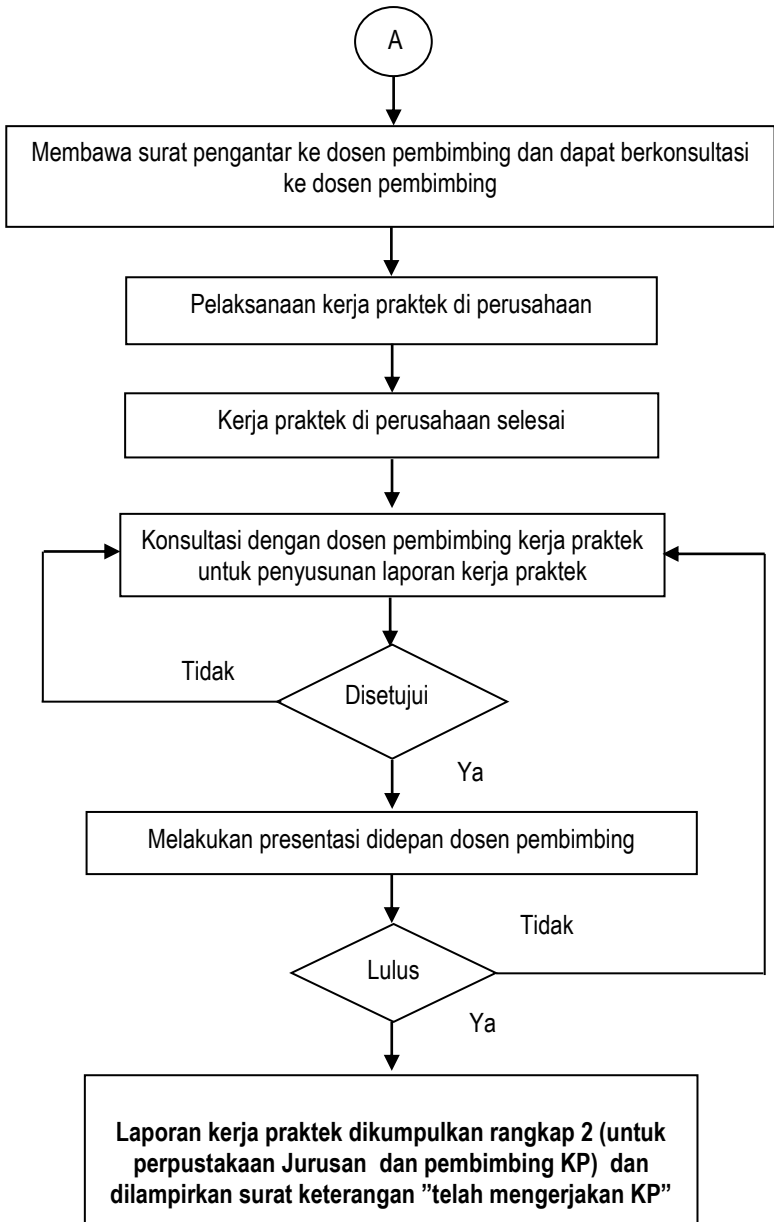 A
Membawa surat pengantar ke dosen pembimbing dan dapat berkonsultasi
ke dosen pembimbing
Pelaksanaan kerja praktek di perusahaan
Kerja praktek di perusahaan selesai
Konsultasi dengan dosen pembimbing kerja praktek
untuk penyusunan laporan kerja praktek
Tidak
Disetujui
Ya
Melakukan presentasi didepan dosen pembimbing
Tidak
Lulus
Ya
Laporan kerja praktek dikumpulkan rangkap 2 (untuk
perpustakaan Jurusan dan pembimbing KP) dan
dilampirkan surat keterangan ”telah mengerjakan KP”